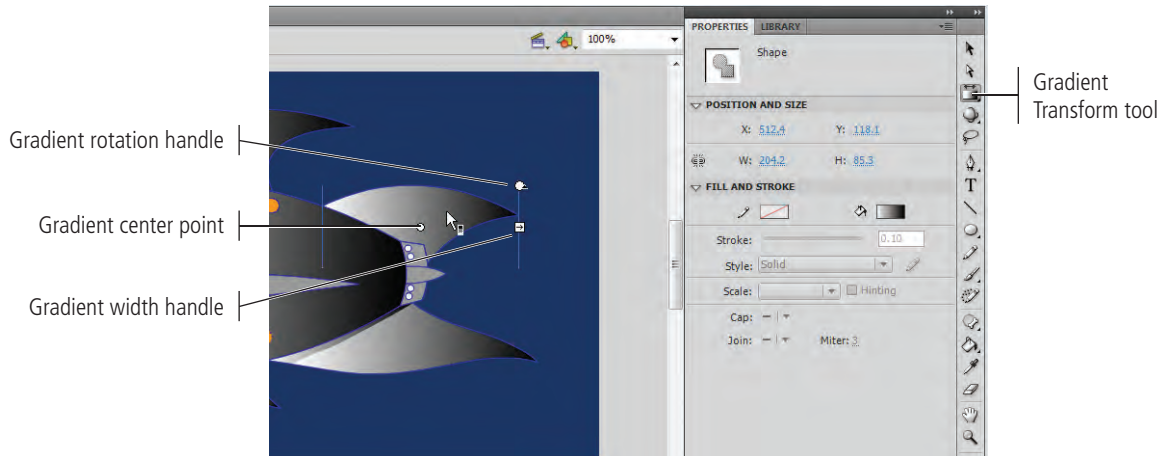 100%
PROPERTIES LIBRARY
Shape
POSITION AND SIZE
X: 512.4 Y: 118.1
W: 204.2 H: 85.3
FILL AND STROKE
Stroke: 0.10
Style: Solid
Scale: Hinting
Cap:
Join: Miter: 3
T
Gradient rotation handle
Gradient center point
Gradient width handle
Gradient
Transform tool